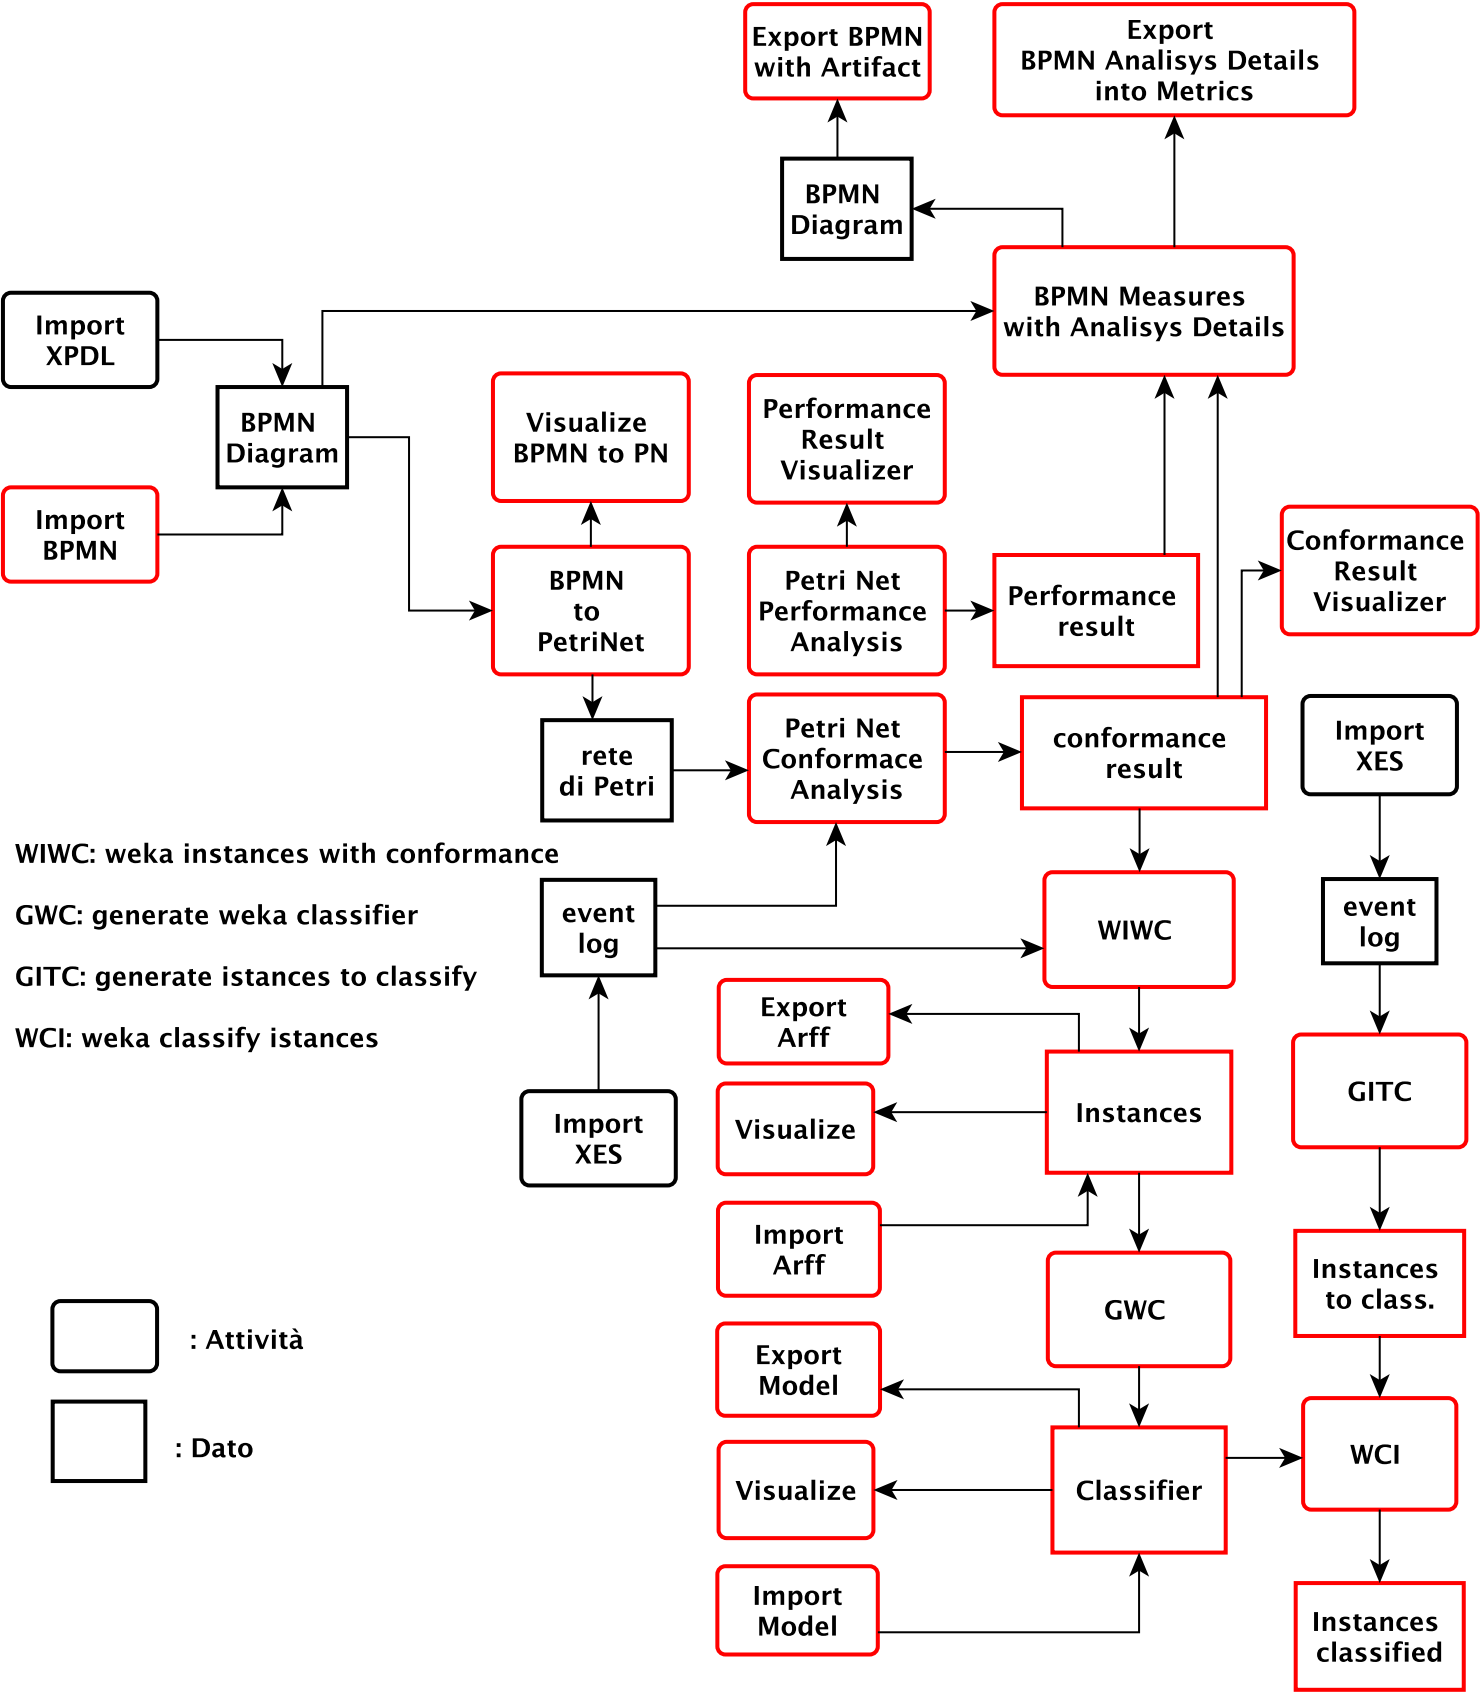 Export BPMN
with Artifact
Export
BPMN Analisys Details
into Metrics
BPMN
Diagram
BPMN Measures
with Analisys Details
Import
XPDL
BPMN
Diagram
Import
BPMN
Visualize
BPMN to PN
Performance
Result
Visualizer
BPMN
to
PetriNet
Petri Net
Performance
Analysis
Performance
result
Conformance
Result
Visualizer
rete
di Petri
Petri Net
Conformace
Analysis
conformance
result
Import
XES
WIWC: weka instances with conformance
GWC: generate weka classifier
GITC: generate istances to classify
WCI: weka classify istances
event
log
WIWC
event
log
Export
Arff
Visualize
Instances
GITC
Import
XES
Import
Arff
GWC
Instances
to class.
Export
Model
Visualize
Classifier
WCI
Import
Model
Instances
classified
: Attività
: Dato